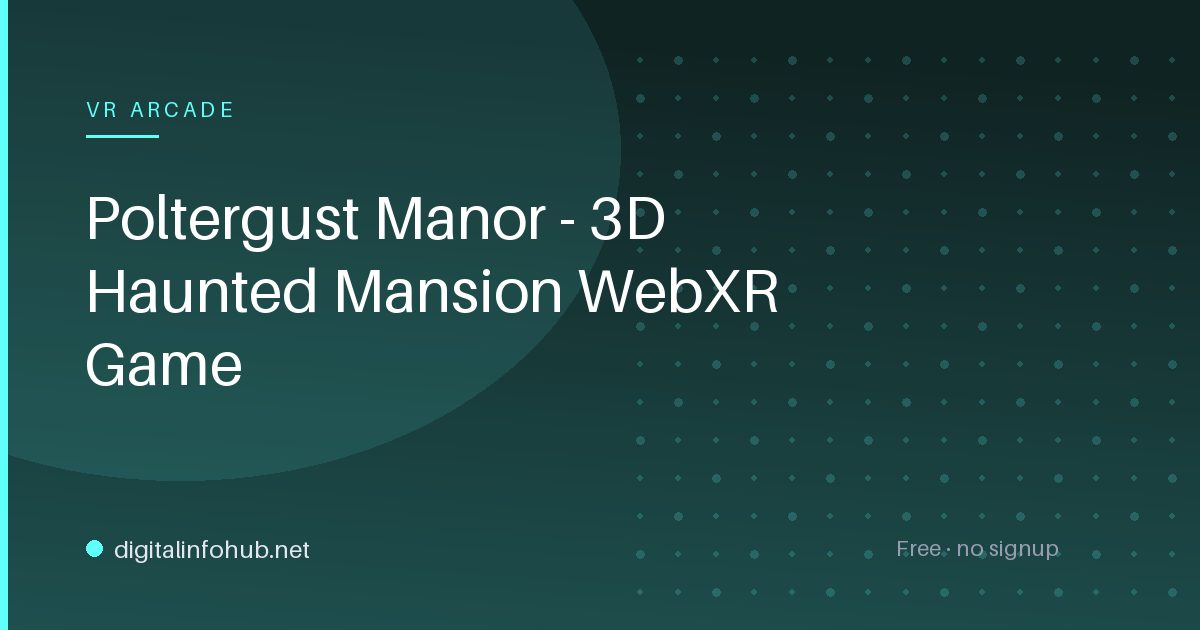 VR ARCADE
Poltergust Manor - 3D
Haunted Mansion WebXR
Game
digitalinfohub.net
Free · no signup